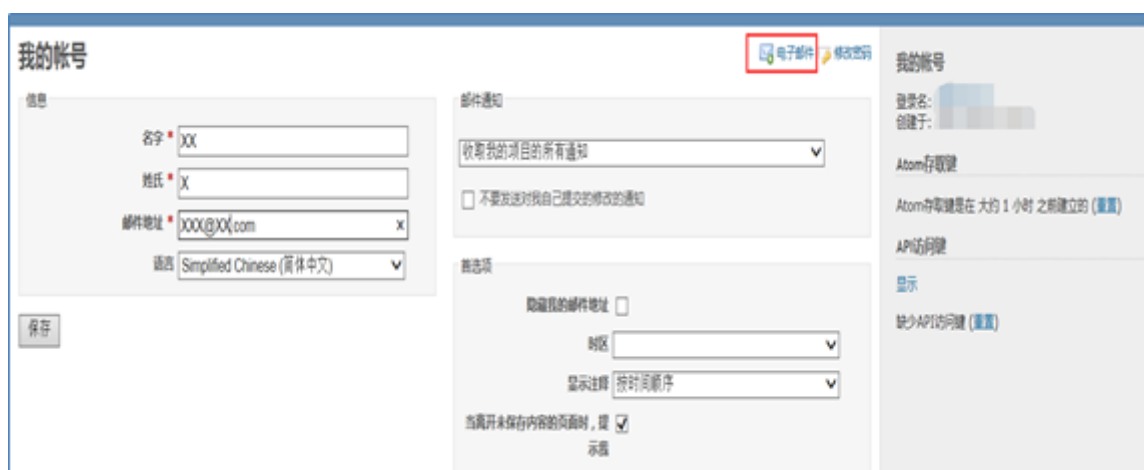 我的帐号
电子邮件 修改密码
信息
名字 * XX
姓氏 * X
邮件地址 * XXX@XX.com x
语言 Simplified Chinese (简体中文)
保存
邮件通知
收取我的项目的所有通知
不要发送对我自己提交的修改的通知
首选项
隐藏我的邮件地址
时区
显示注释 按时间顺序
当离开未保存内容的页面时，提
示我
我的帐号
登录名:
创建于:
Atom存取键
Atom存取键是在 大约 1 小时 之前建立的 (重置)
API访问键
显示
缺少API访问键 (重置)